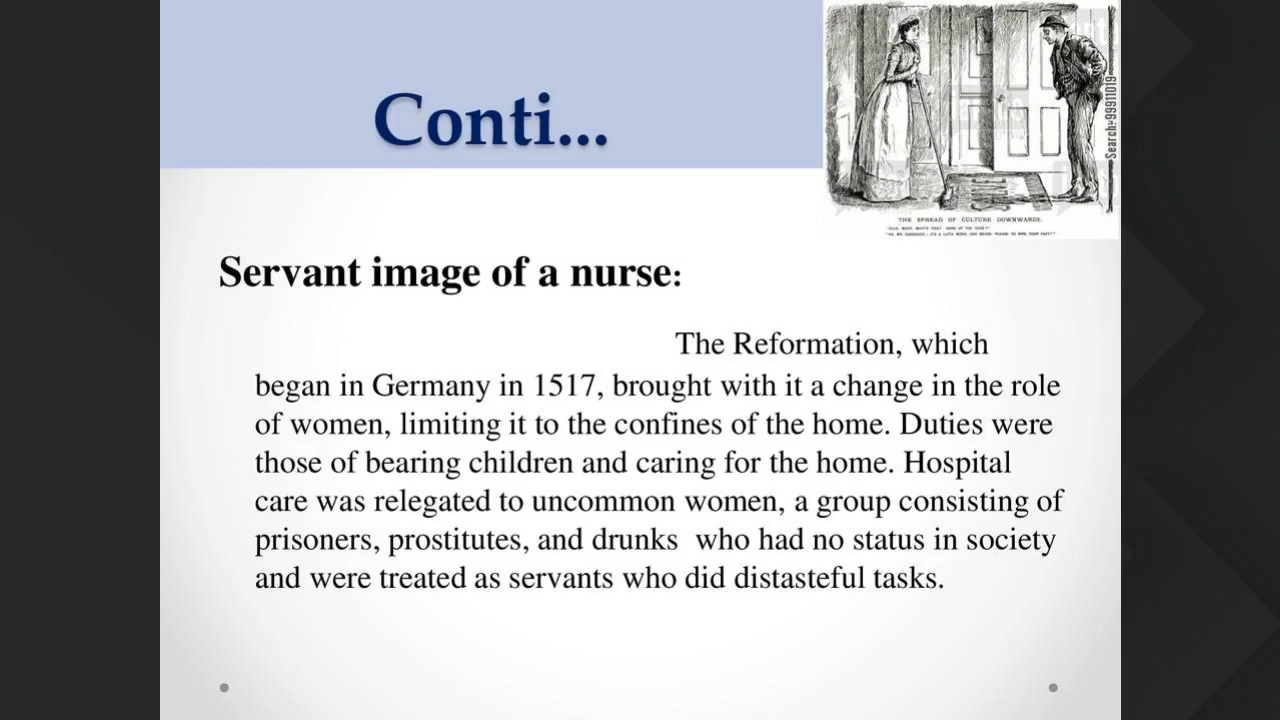 Conti...
Search:99911019
THE SPREAD OF CULTURE DOWNWARDS.
Servant image of a nurse:
The Reformation, which
began in Germany in 1517, brought with it a change in the role
of women, limiting it to the confines of the home. Duties were
those of bearing children and caring for the home. Hospital
care was relegated to uncommon women, a group consisting of
prisoners, prostitutes, and drunks  who had no status in society
and were treated as servants who did distasteful tasks.